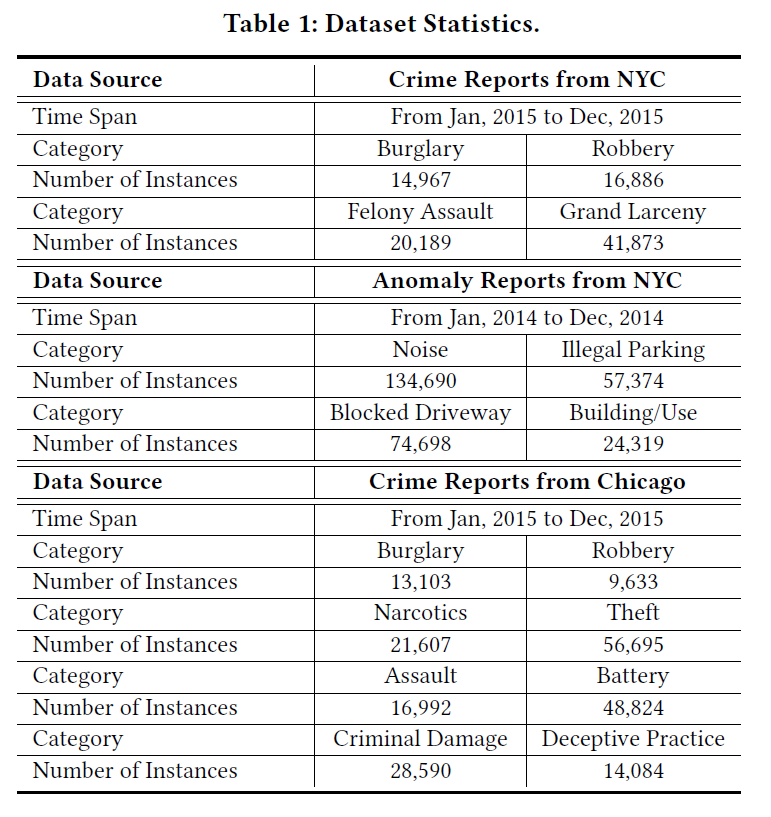 Table 1: Dataset Statistics.
Data Source Crime Reports from NYC
Time Span From Jan, 2015 to Dec, 2015
Category Burglary Robbery
Number of Instances 14,967 16,886
Category Felony Assault Grand Larceny
Number of Instances 20,189 41,873
Data Source Anomaly Reports from NYC
Time Span From Jan, 2014 to Dec, 2014
Category Noise Illegal Parking
Number of Instances 134,690 57,374
Category Blocked Driveway Building/Use
Number of Instances 74,698 24,319
Data Source Crime Reports from Chicago
Time Span From Jan, 2015 to Dec, 2015
Category Burglary Robbery
Number of Instances 13,103 9,633
Category Narcotics Theft
Number of Instances 21,607 56,695
Category Assault Battery
Number of Instances 16,992 48,824
Category Criminal Damage Deceptive Practice
Number of Instances 28,590 14,084